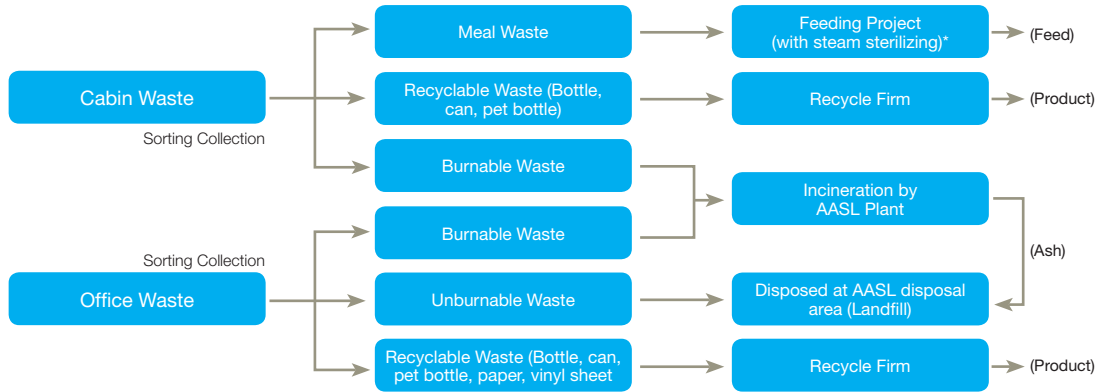 Meal Waste
Feeding Project
(with steam sterilizing)*
(Feed)
Cabin Waste
Sorting Collection
Recyclable Waste (Bottle,
can, pet bottle)
Recycle Firm
(Product)
Burnable Waste
Incineration by
AASL Plant
Burnable Waste
(Ash)
Sorting Collection
Office Waste
Unburnable Waste
Disposed at AASL disposal
area (Landfill)
Recyclable Waste (Bottle, can,
pet bottle, paper, vinyl sheet
Recycle Firm
(Product)